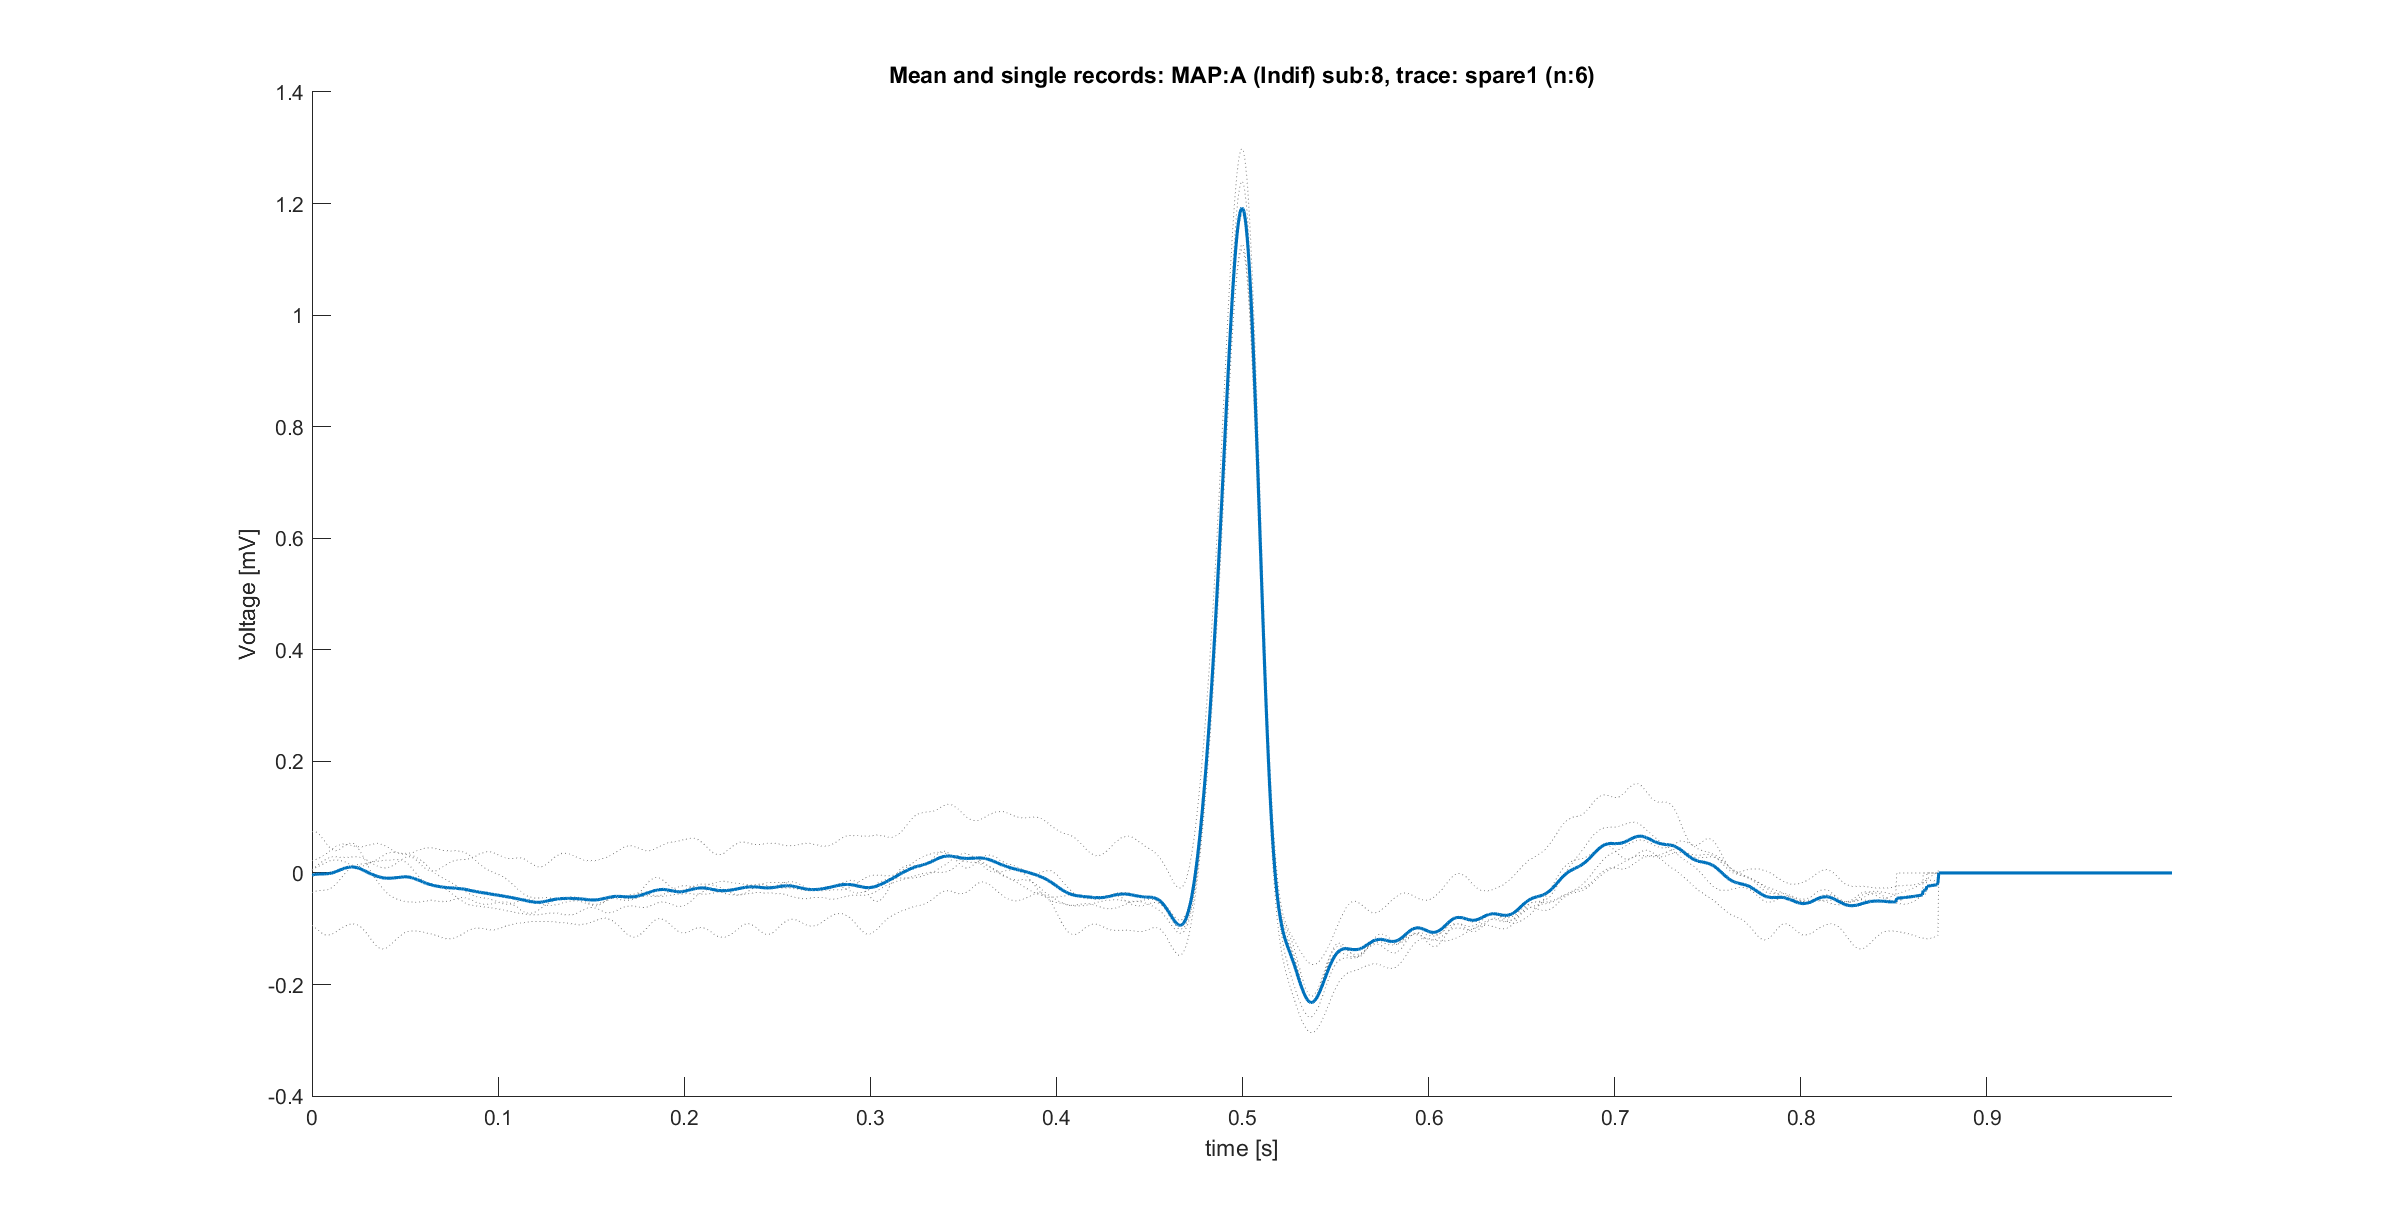 Mean and single records: MAP:A (Indif) sub:8, trace: spare1 (n:6)
1.4
1.2
1
0.8
0.6
0.4
0.2
0
-0.2
-0.4
Voltage [mV]
0 0.1 0.2 0.3 0.4 0.5 0.6 0.7 0.8 0.9
time [s]